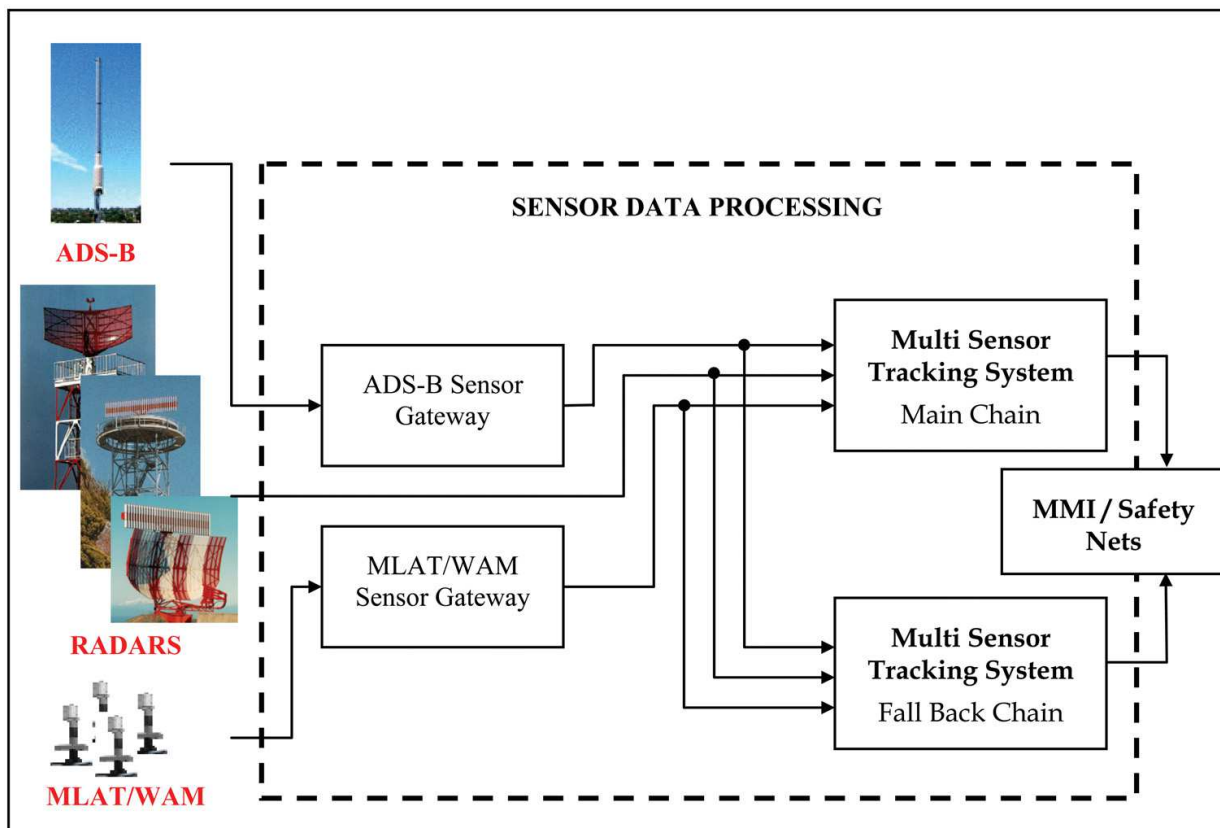 SENSOR DATA PROCESSING
ADS-B
RADARS
MLAT/WAM
ADS-B Sensor
Gateway
MLAT/WAM
Sensor Gateway
Multi Sensor
Tracking System
Main Chain
MMI / Safety
Nets
Multi Sensor
Tracking System
Fall Back Chain